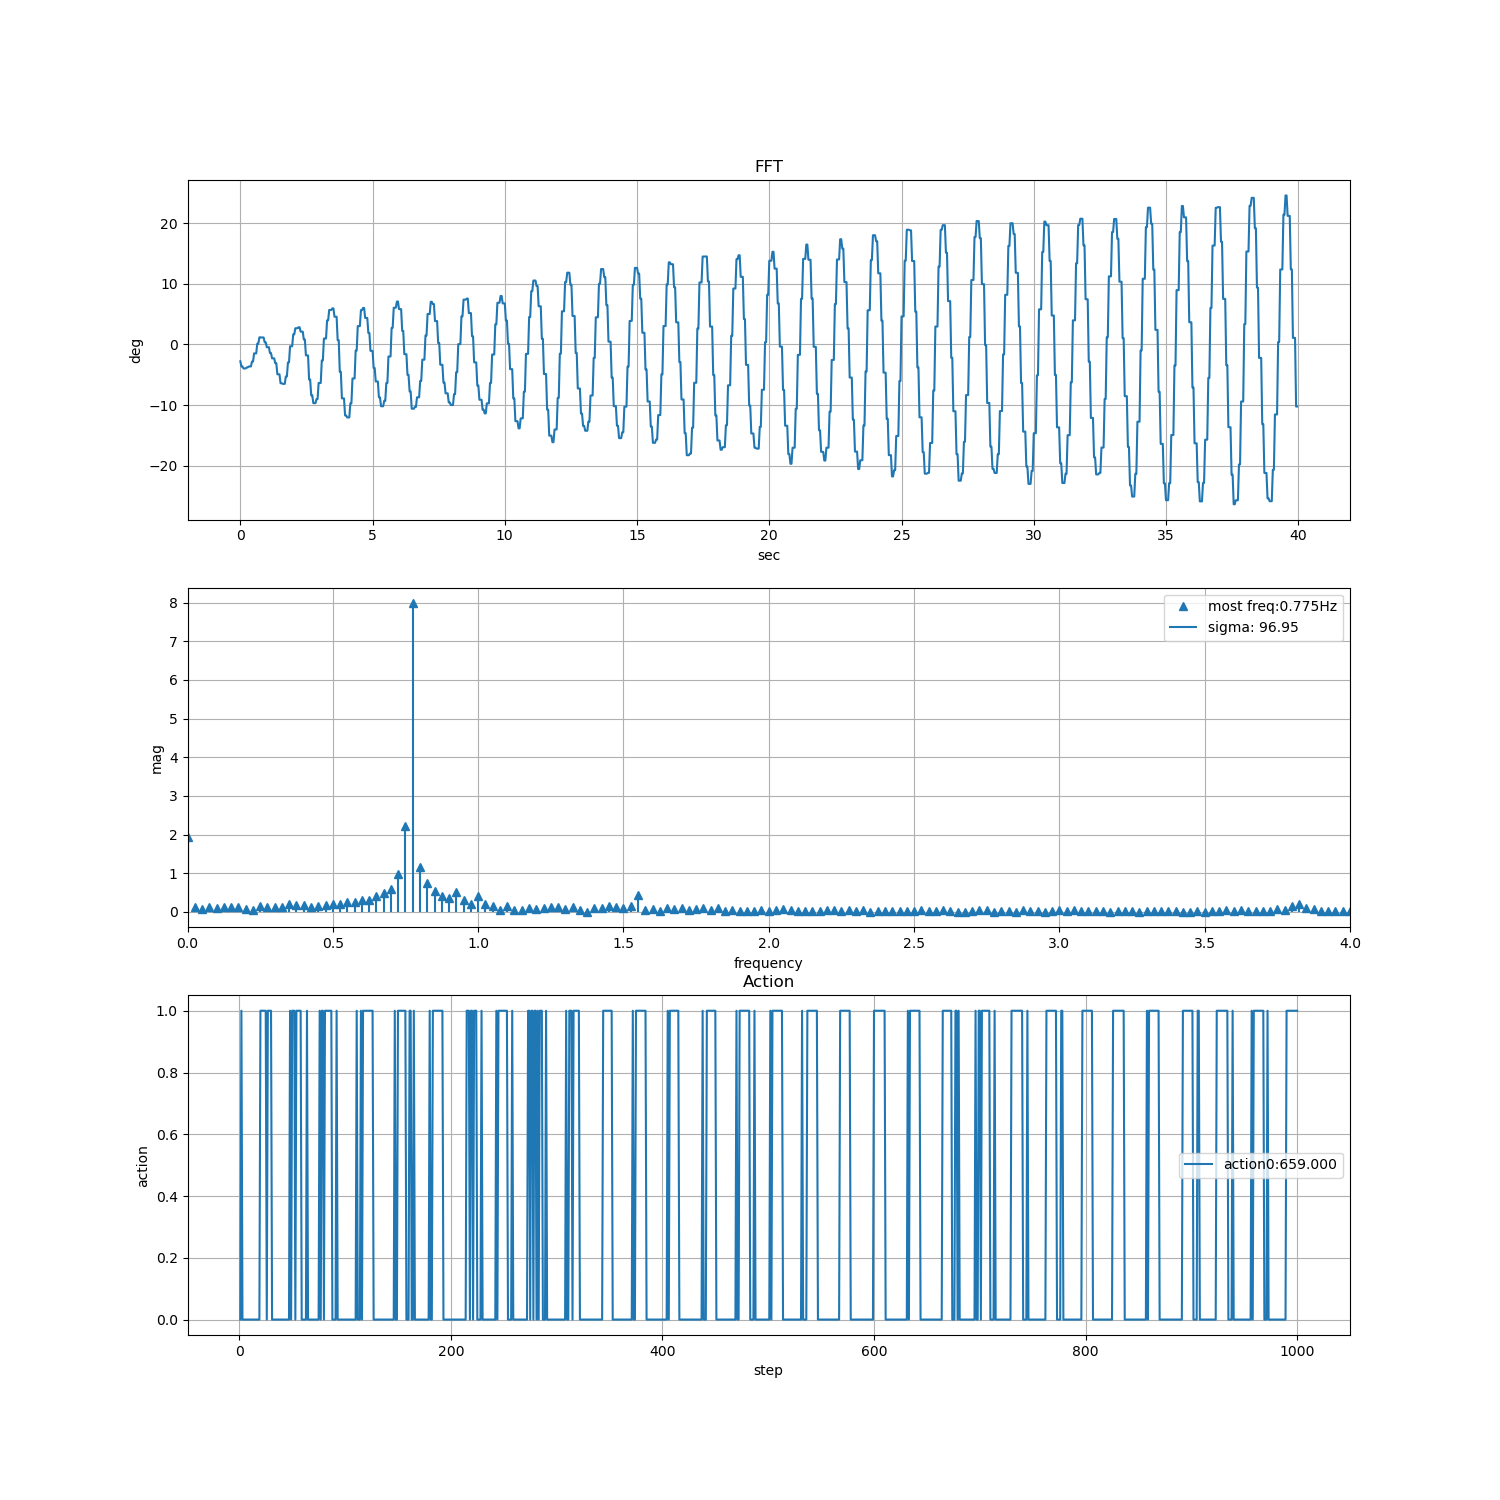 FFT
20
10
0
−10
−20
deg
0 5 10 15 20 25 30 35 40
sec
8
7
6
5
4
3
2
1
0
mag
most freq:0.775Hz
sigma: 96.95
0.0 0.5 1.0 1.5 2.0 2.5 3.0 3.5 4.0
frequency
Action
1.0
0.8
0.6
0.4
0.2
0.0
action
action0:659.000
0 200 400 600 800 1000
step